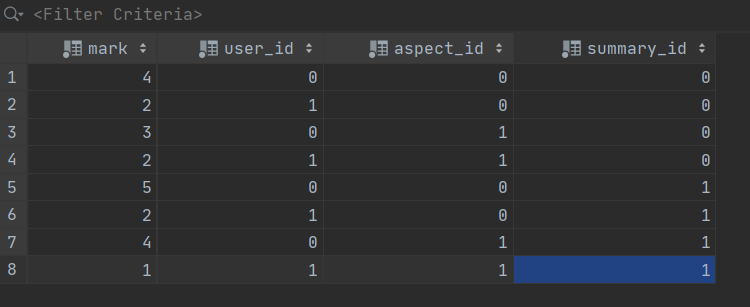 <Filter Criteria>
mark user_id aspect_id summary_id
1 4 0 0 0
2 2 1 0 0
3 3 0 1 0
4 2 1 1 0
5 5 0 0 1
6 2 1 0 1
7 4 0 1 1
8 1 1 1 1